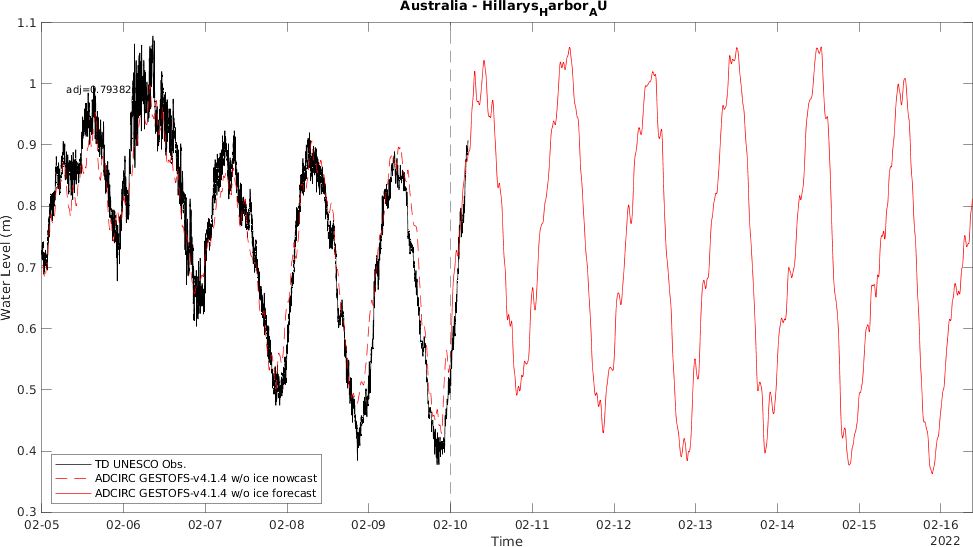 Australia - HillarysHarborAU
1.1
1
adj=0.79382
0.9
0.8
0.7
0.6
0.5
0.4
0.3
Water Level (m)
TD UNESCO Obs.
ADCIRC GESTOFS-v4.1.4 w/o ice nowcast
ADCIRC GESTOFS-v4.1.4 w/o ice forecast
02-05 02-06 02-07 02-08 02-09 02-10 02-11 02-12 02-13 02-14 02-15 02-16
Time 2022